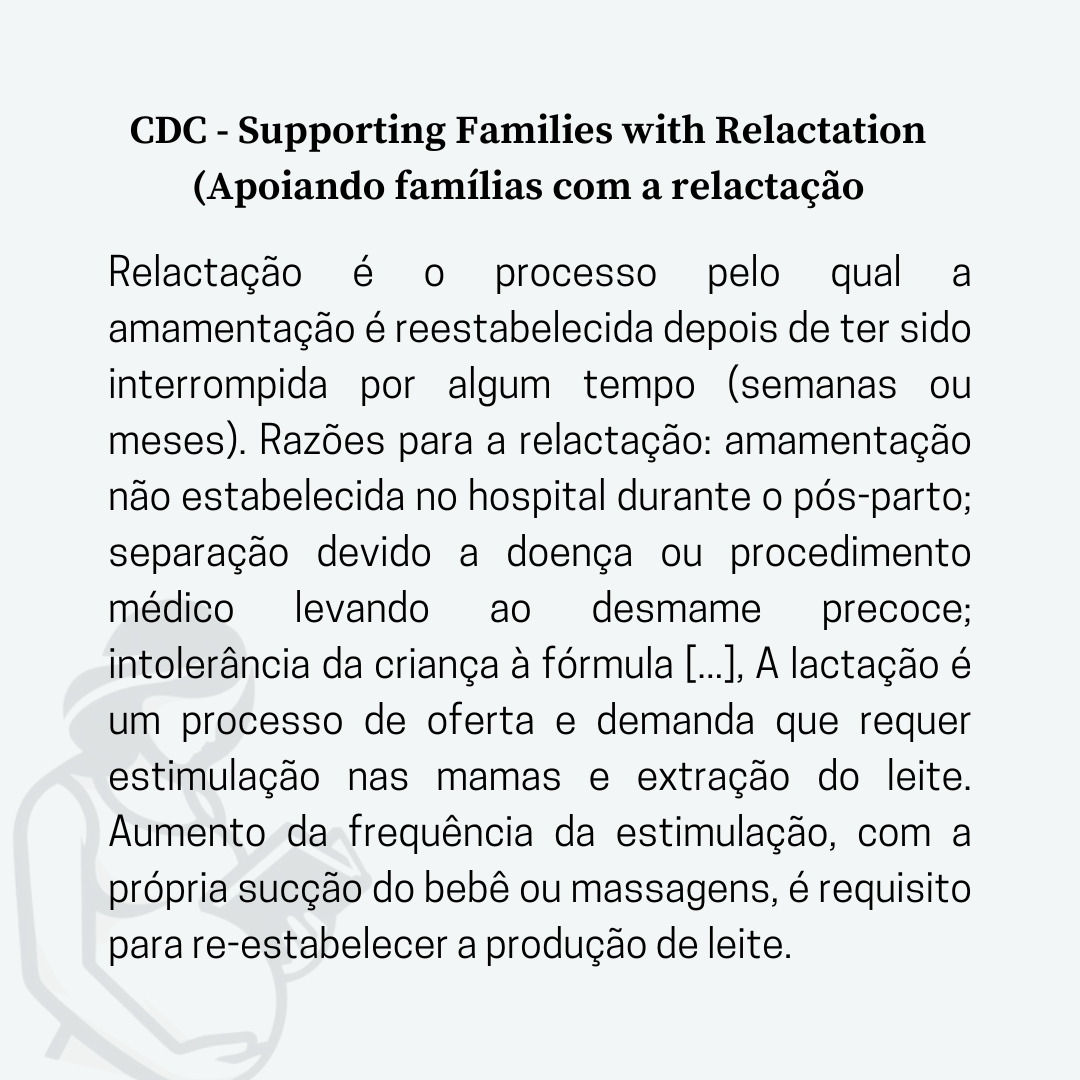 CDC - Supporting Families with Relactation
(Apoiando famílias com a relactação
Relactação é o processo pelo qual a
amamentação é reestabelecida depois de ter sido
interrompida por algum tempo (semanas ou
meses). Razões para a relactação: amamentação
não estabelecida no hospital durante o pós-parto;
separação devido a doença ou procedimento
médico levando ao desmame precoce;
intolerância da criança à fórmula [...], A lactação é
um processo de oferta e demanda que requer
estimulação nas mamas e extração do leite.
Aumento da frequência da estimulação, com a
própria sucção do bebê ou massagens, é requisito
para re-estabelecer a produção de leite.